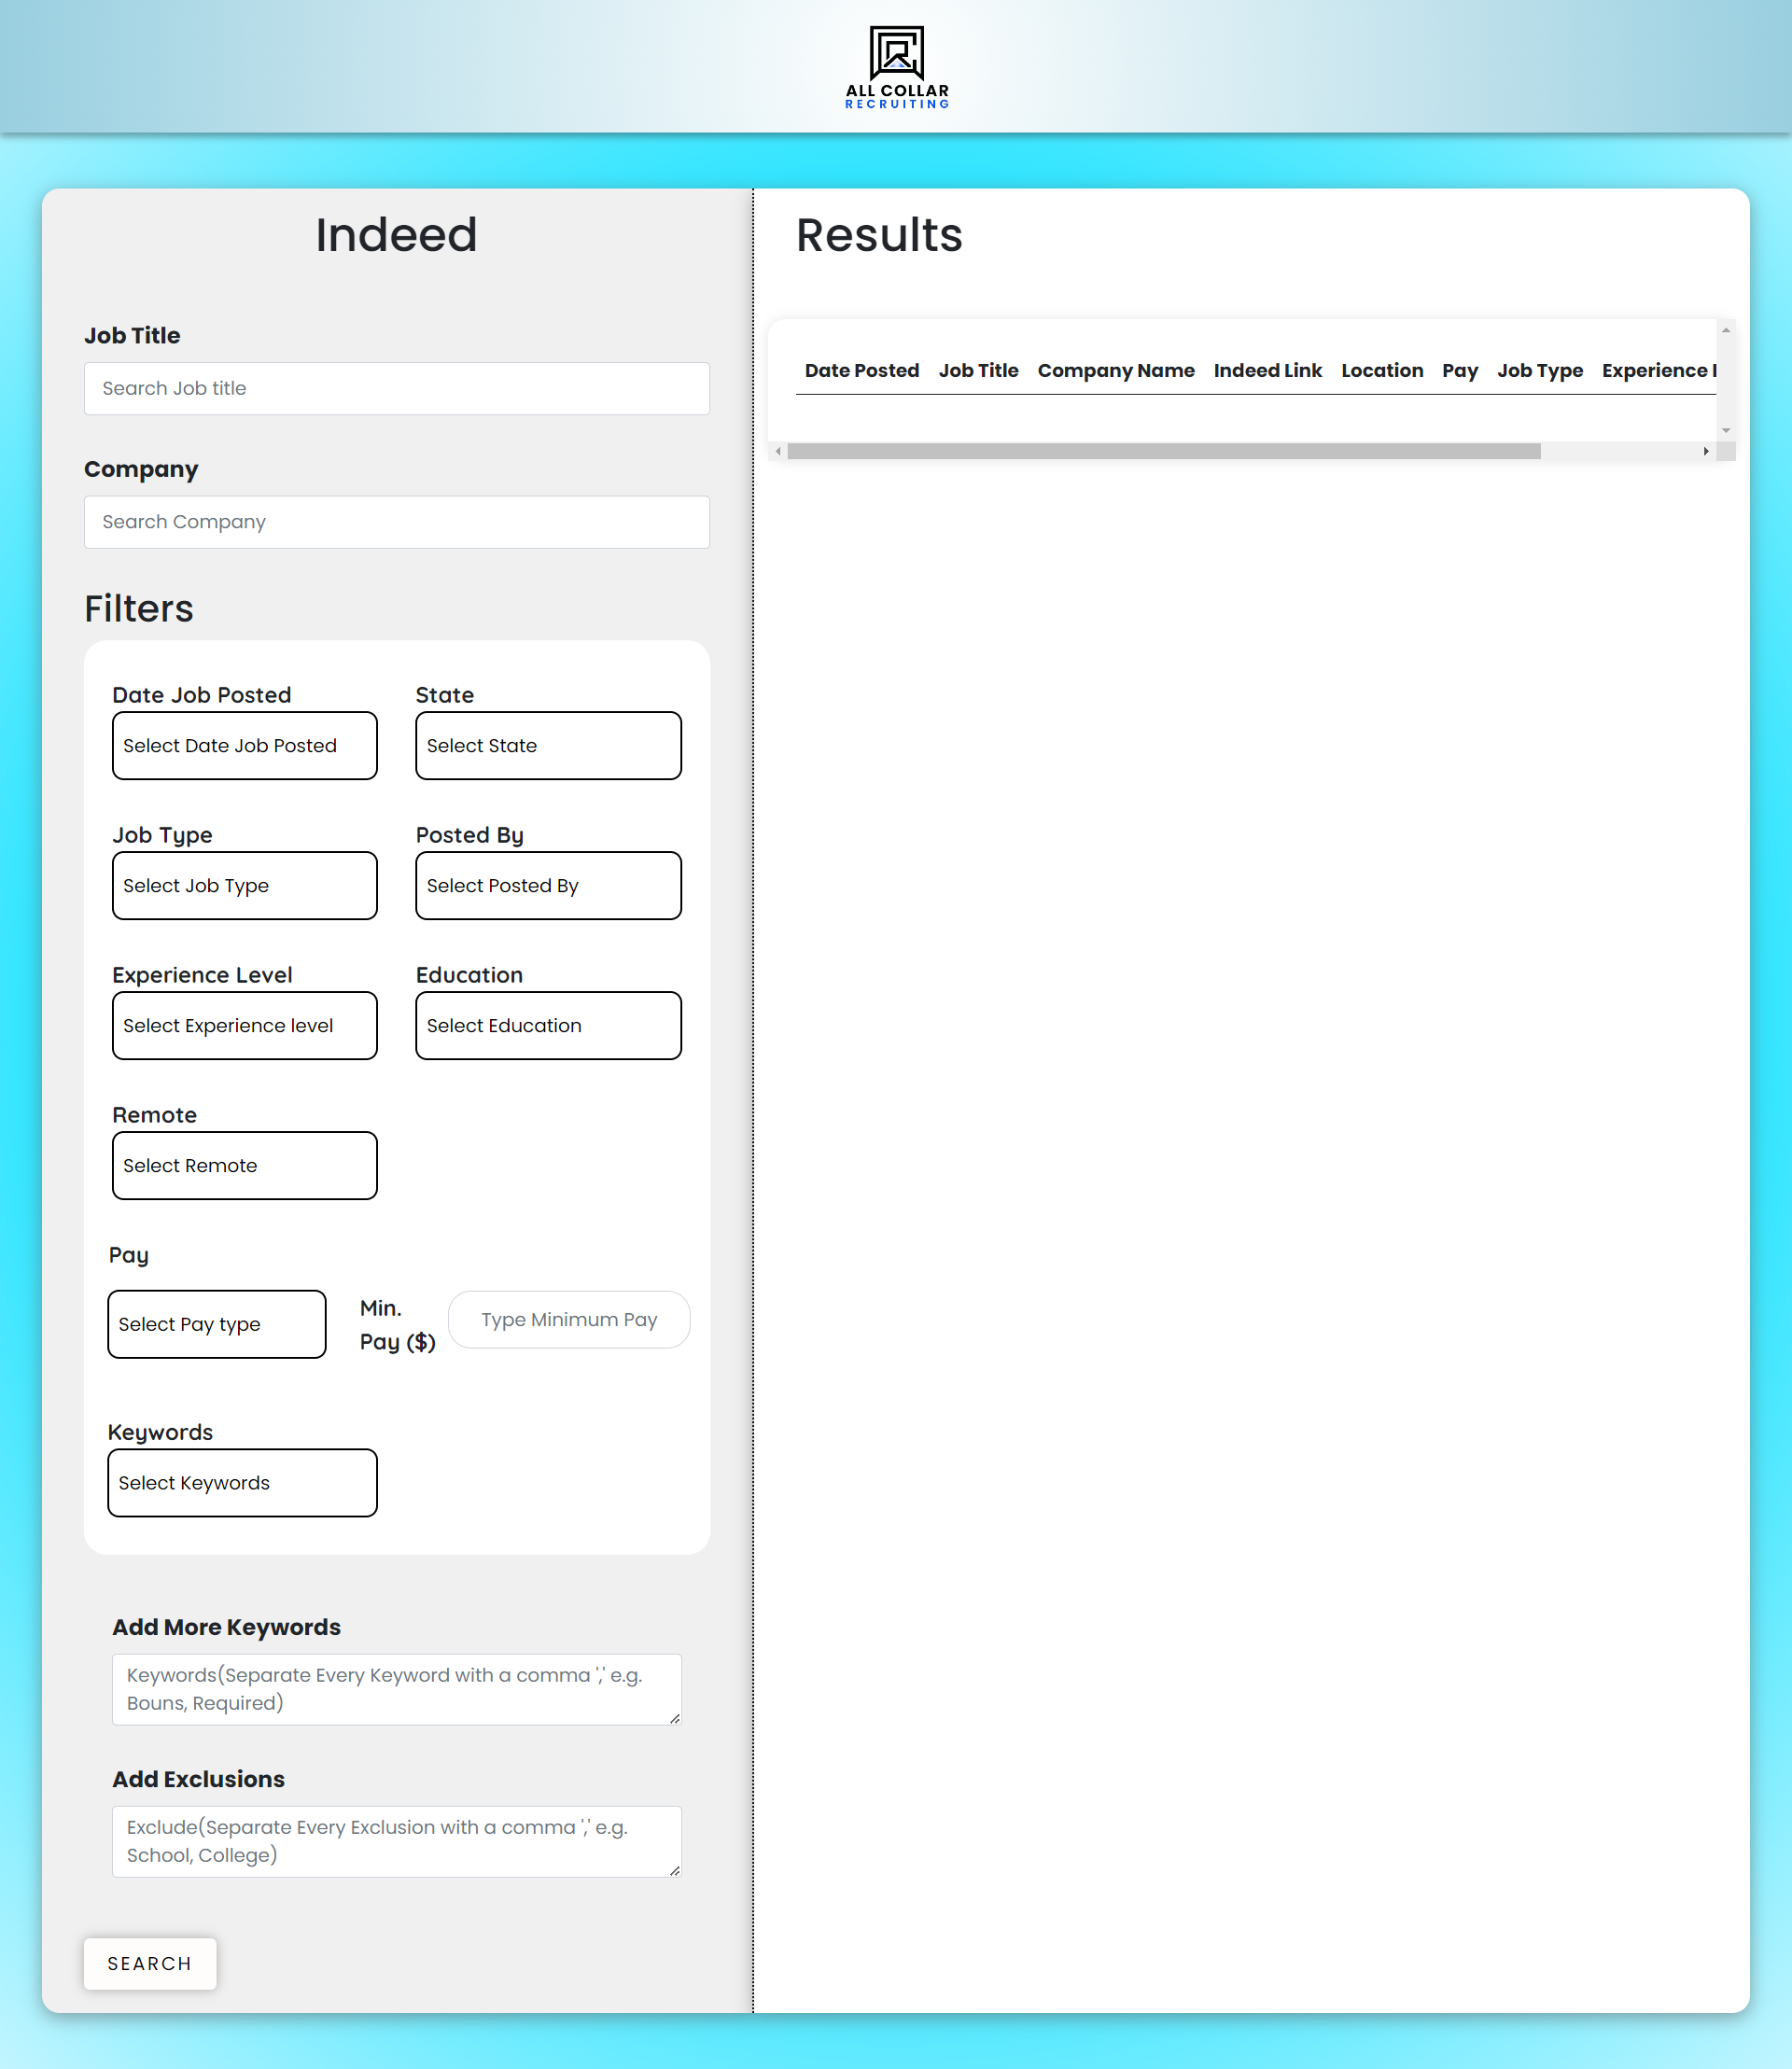 ALL COLLAR
RECRUITING
Indeed
Job Title
Search Job title
Company
Search Company
Filters
Date Job Posted
State
Select Date Job Posted
Select State
Job Type
Posted By
Select Job Type
Select Posted By
Experience Level
Education
Select Experience level
Select Education
Remote
Select Remote
Pay
Select Pay type
Min.
Pay ($)
Type Minimum Pay
Keywords
Select Keywords
Add More Keywords
Keywords(Separate Every Keyword with a comma ',' e.g.
Bouns, Required)
Add Exclusions
Exclude(Separate Every Exclusion with a comma ',' e.g.
School, College)
SEARCH
Results
Date Posted Job Title Company Name Indeed Link Location Pay Job Type Experience